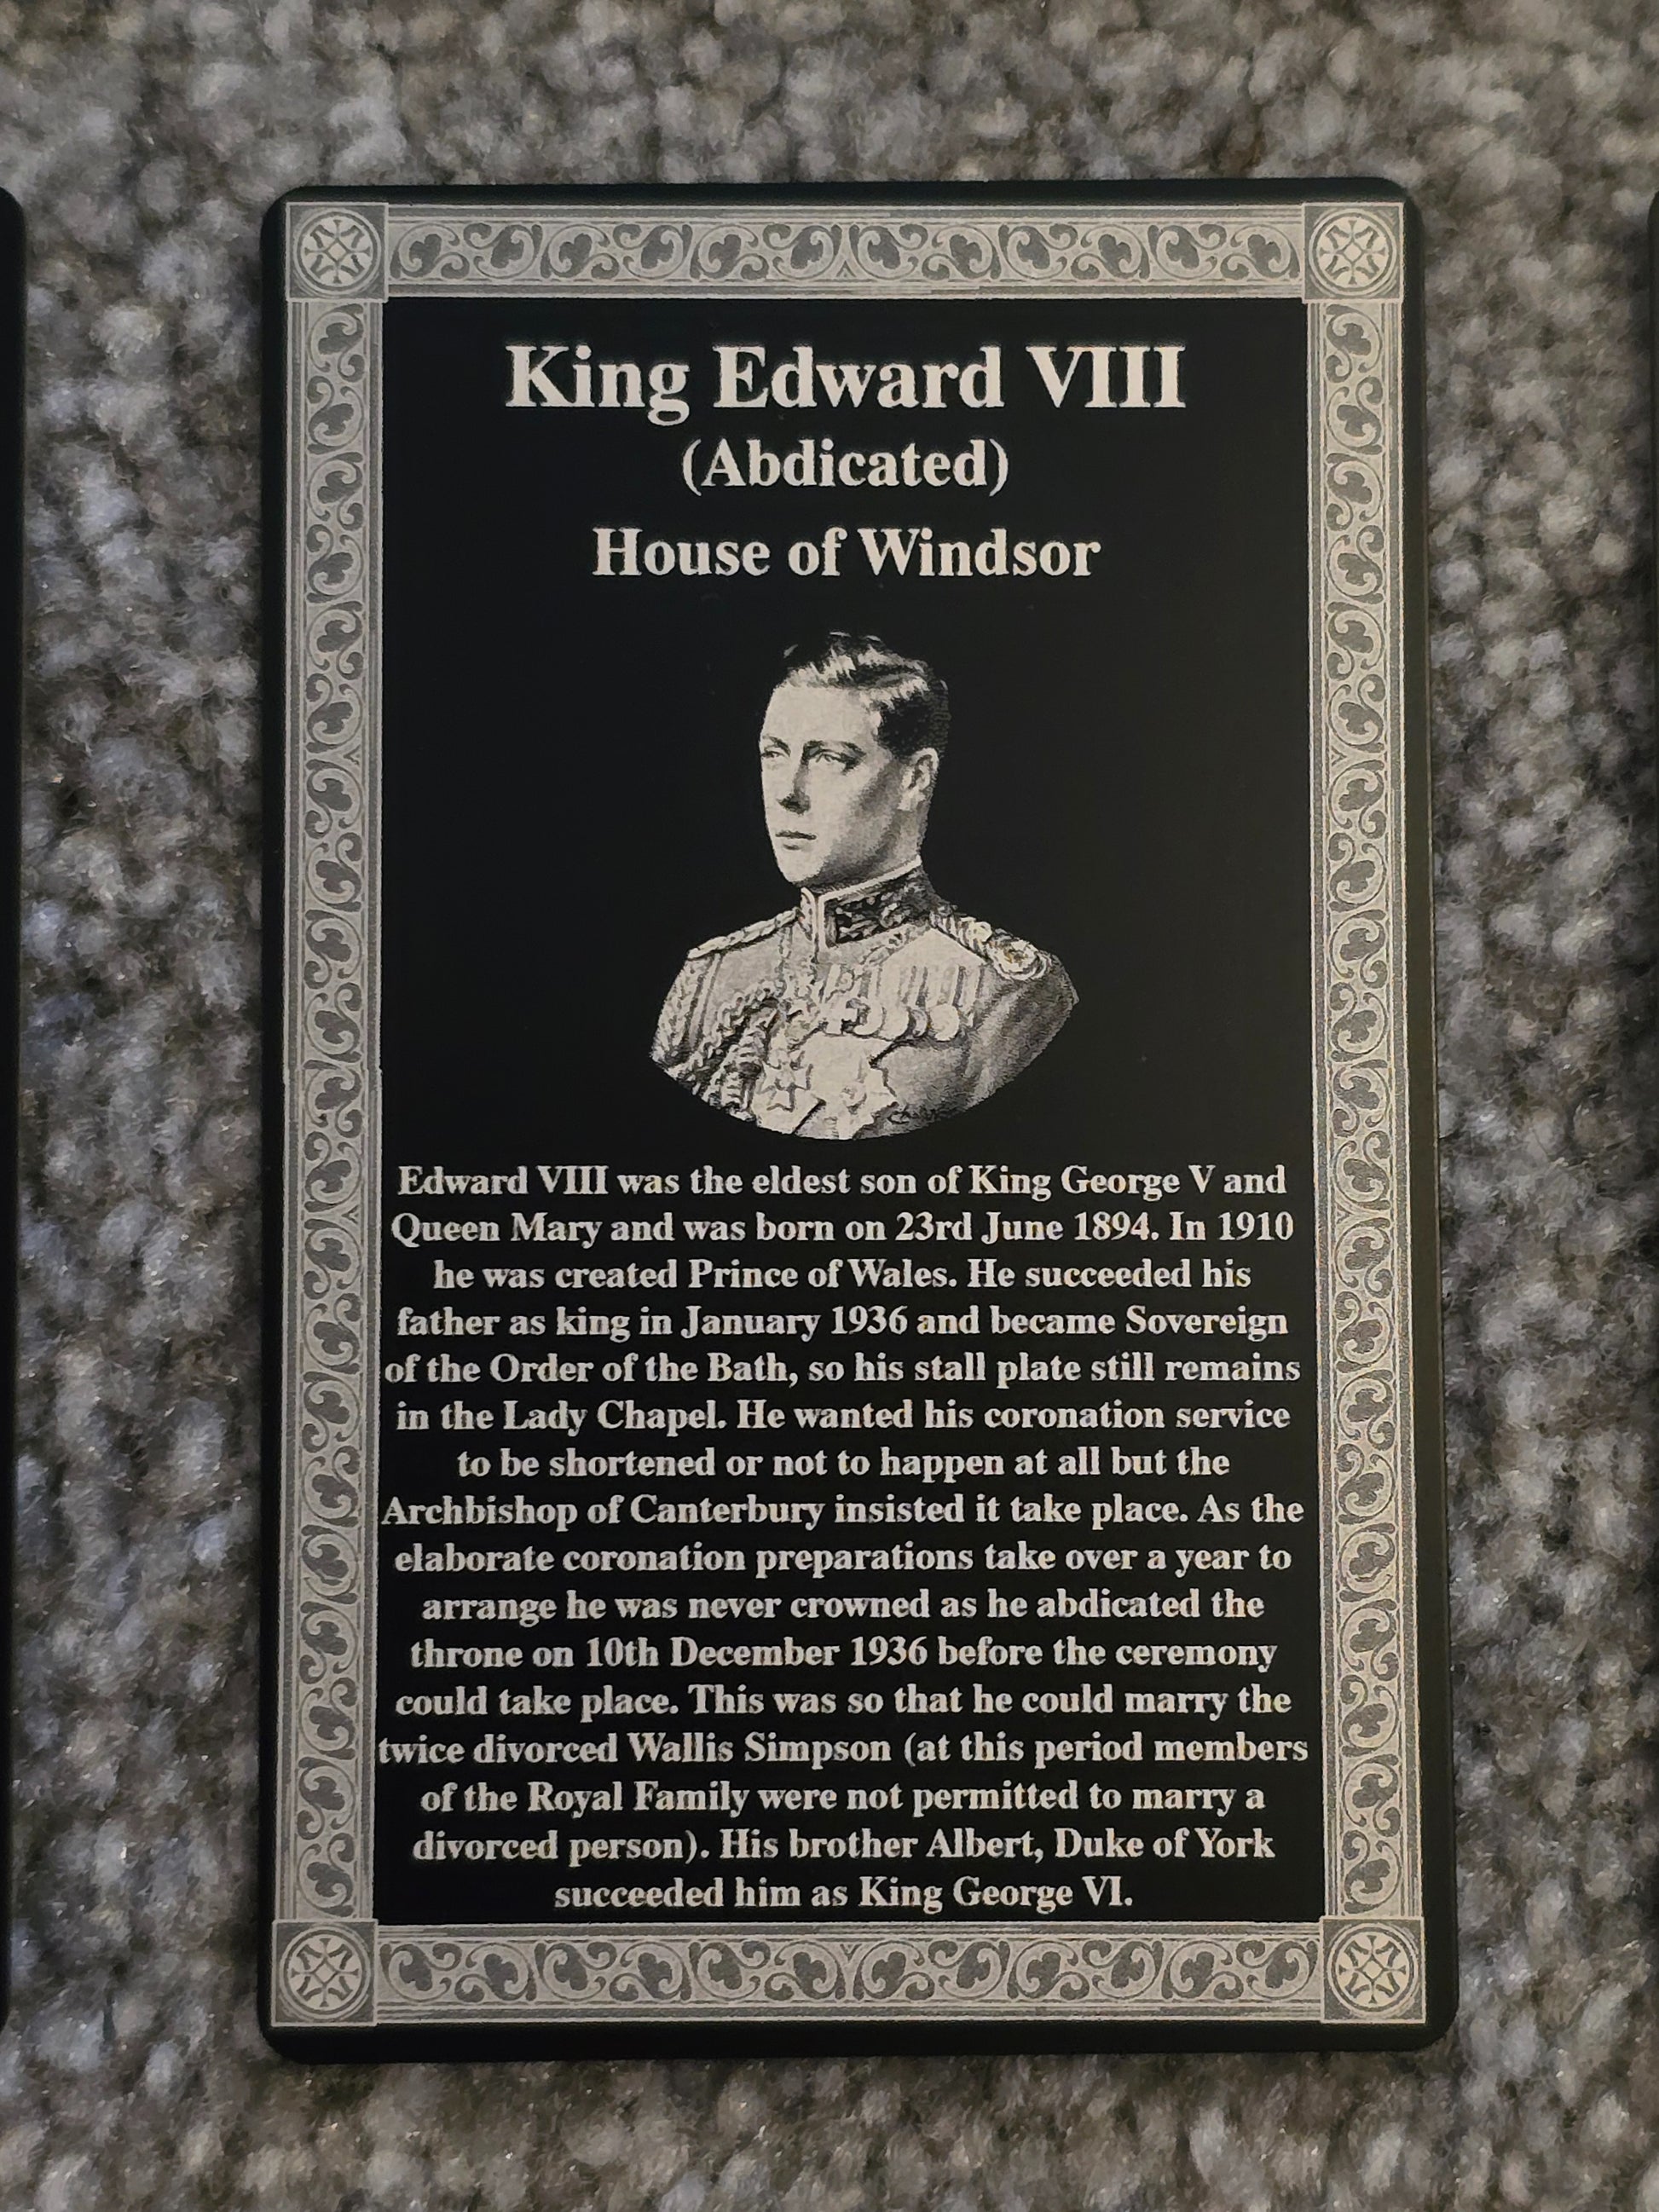 King Edward VIII
(Abdicated)
House of Windsor
Edward VIII was the eldest son of King George V and
Queen Mary and was born on 23rd June 1894. In 1910
he was created Prince of Wales. He succeeded his
father as king in January 1936 and became Sovereign
of the Order of the Bath, so his stall plate still remains
in the Lady Chapel. He wanted his coronation service
to be shortened or not to happen at all but the
Archbishop of Canterbury insisted it take place. As the
elaborate coronation preparations take over a year to
arrange he was never crowned as he abdicated the
throne on 10th December 1936 before the ceremony
could take place. This was so that he could marry the
twice divorced Wallis Simpson (at this period members
of the Royal Family were not permitted to marry a
divorced person). His brother Albert, Duke of York
succeeded him as King George VI.